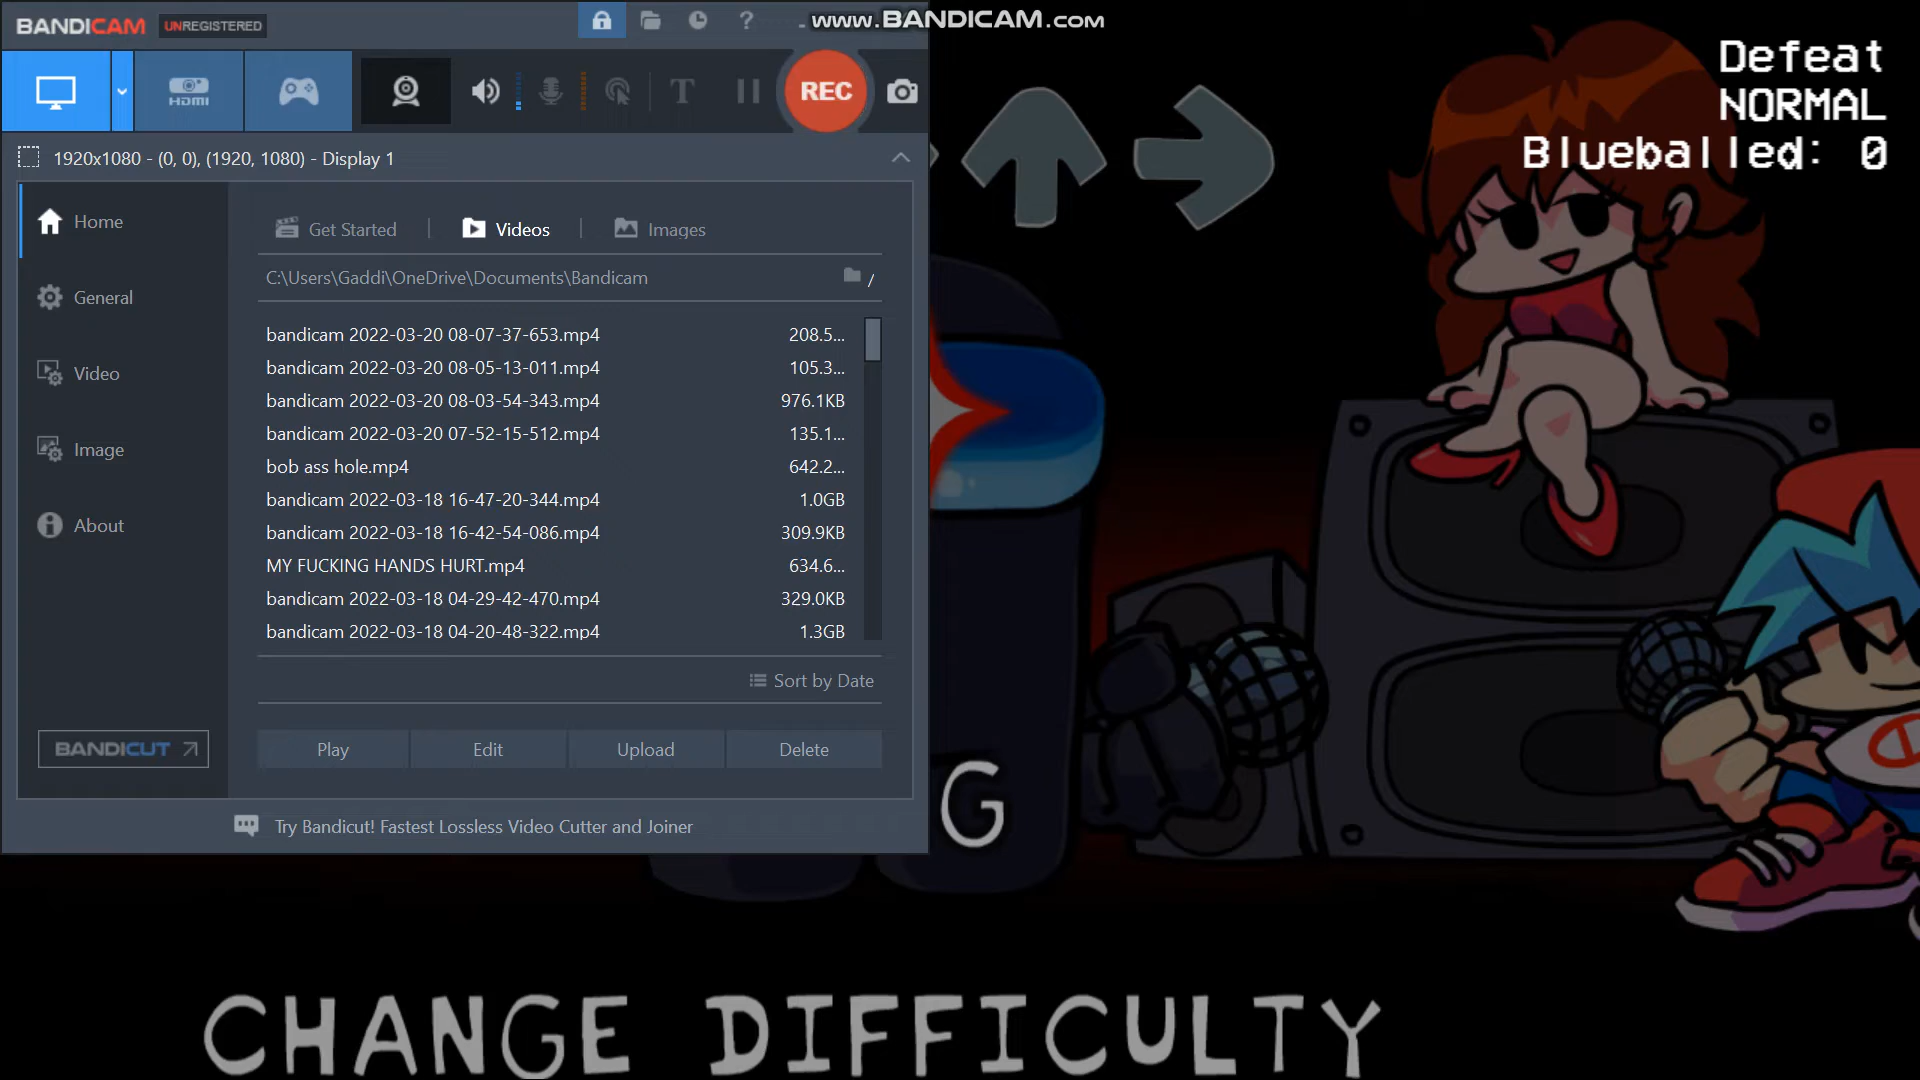 BANDICAM UNREGISTERED
?
www.BANDICAM.com
HDMI
T
REC
1920x1080 - (0, 0), (1920, 1080) - Display 1
Home
General
Video
Image
About
BANDICUT
Get Started
Videos
Images
C:\Users\Gaddi\OneDrive\Documents\Bandicam
/
bandicam 2022-03-20 08-07-37-653.mp4 208.5...
bandicam 2022-03-20 08-05-13-011.mp4 105.3...
bandicam 2022-03-20 08-03-54-343.mp4 976.1KB
bandicam 2022-03-20 07-52-15-512.mp4 135.1...
bob ass hole.mp4 642.2...
bandicam 2022-03-18 16-47-20-344.mp4 1.0GB
bandicam 2022-03-18 16-42-54-086.mp4 309.9KB
MY FUCKING HANDS HURT.mp4 634.6...
bandicam 2022-03-18 04-29-42-470.mp4 329.0KB
bandicam 2022-03-18 04-20-48-322.mp4 1.3GB
Sort by Date
Play Edit Upload Delete
Try Bandicut! Fastest Lossless Video Cutter and Joiner
Defeat
NORMAL
Blueballed: 0
G
CHANGE DIFFICULTY